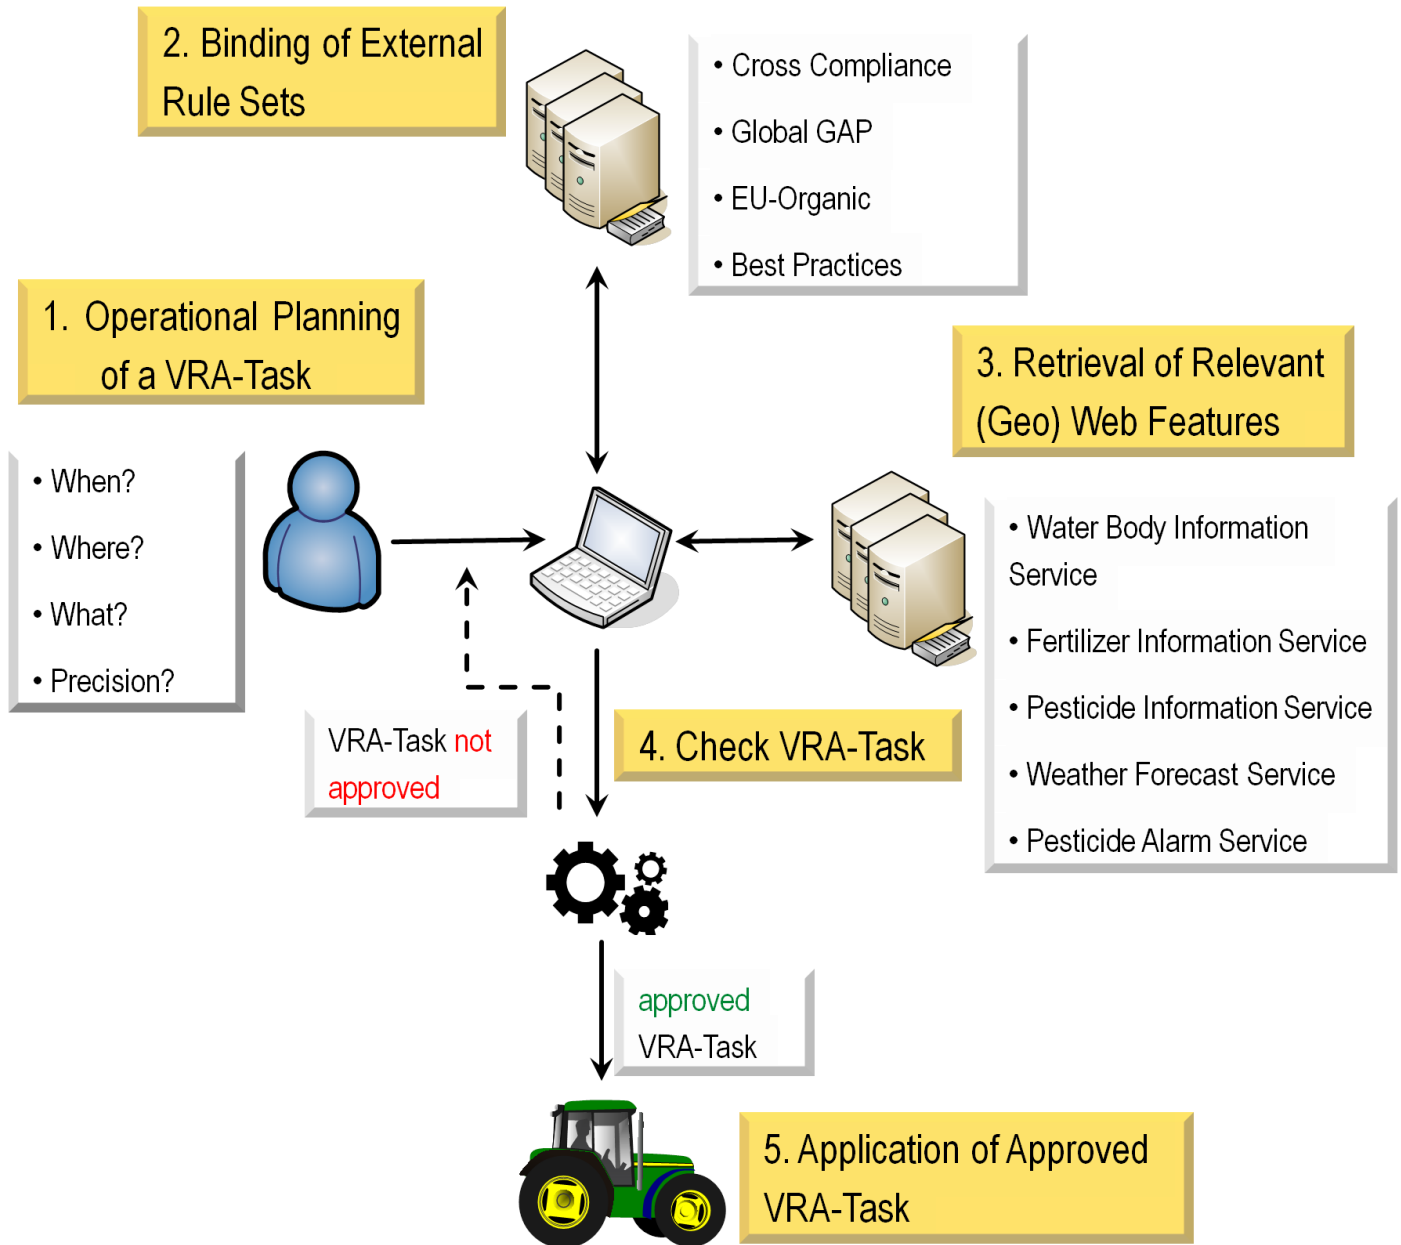 2. Binding of External
Rule Sets
• Cross Compliance
• Global GAP
• EU-Organic
• Best Practices
1. Operational Planning
of a VRA-Task
• When?
• Where?
• What?
• Precision?
3. Retrieval of Relevant
(Geo) Web Features
• Water Body Information
Service
• Fertilizer Information Service
• Pesticide Information Service
• Weather Forecast Service
• Pesticide Alarm Service
VRA-Task not
approved
4. Check VRA-Task
approved
VRA-Task
5. Application of Approved
VRA-Task